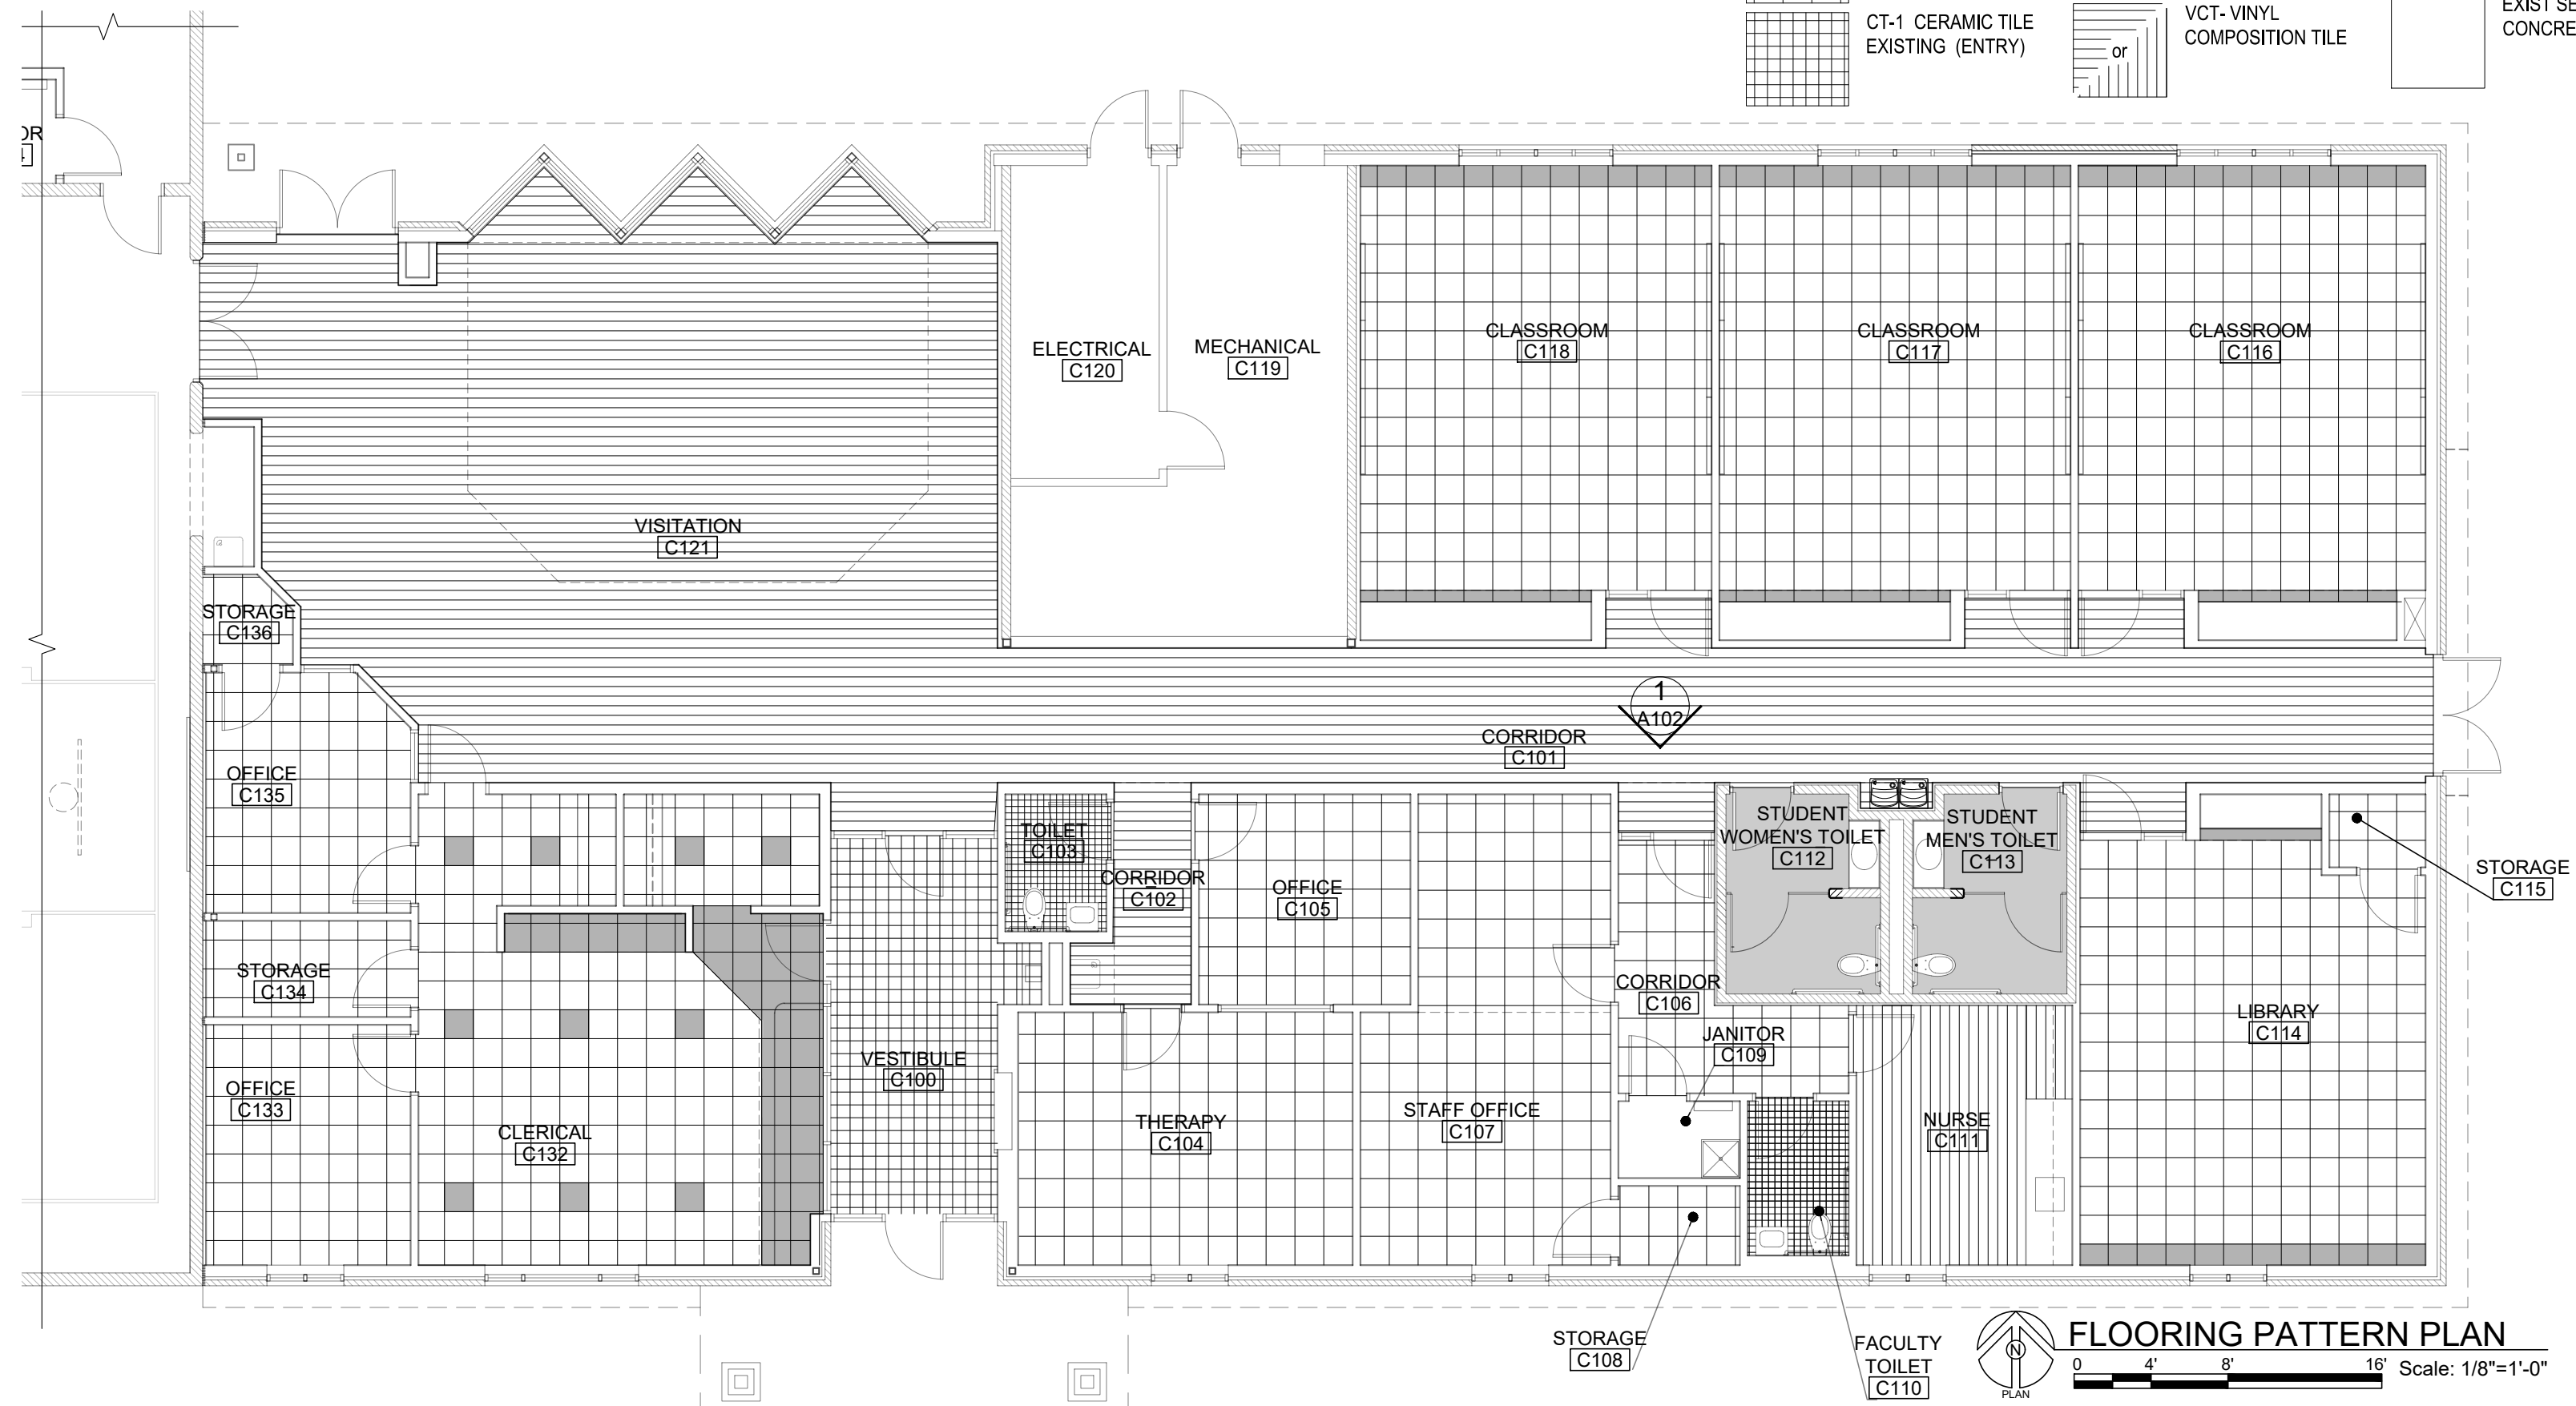 CT-1 CERAMIC TILE
EXISTING (ENTRY)
or
VCT- VINYL
COMPOSITION TILE
ELECTRICAL
C120
MECHANICAL
C119
CLASSROOM
C118
CLASSROOM
C117
CLASSROOM
C116
VISITATION
C121
STORAGE
C136
1
A102
CORRIDOR
C101
OFFICE
C135
TOILET
C103
CORRIDOR
C102
OFFICE
C105
STUDENT
WOMEN'S TOILET
C112
STUDENT
MEN'S TOILET
C113
STORAGE
C115
STORAGE
C134
CORRIDOR
C106
LIBRARY
C114
JANITOR
C109
VESTIBULE
C100
OFFICE
C133
CLERICAL
C132
THERAPY
C104
STAFF OFFICE
C107
NURSE
C111
STORAGE
C108
FACULTY
TOILET
C110
N
PLAN
FLOORING PATTERN PLAN
0 4' 8' 16' Scale: 1/8"=1'-0"